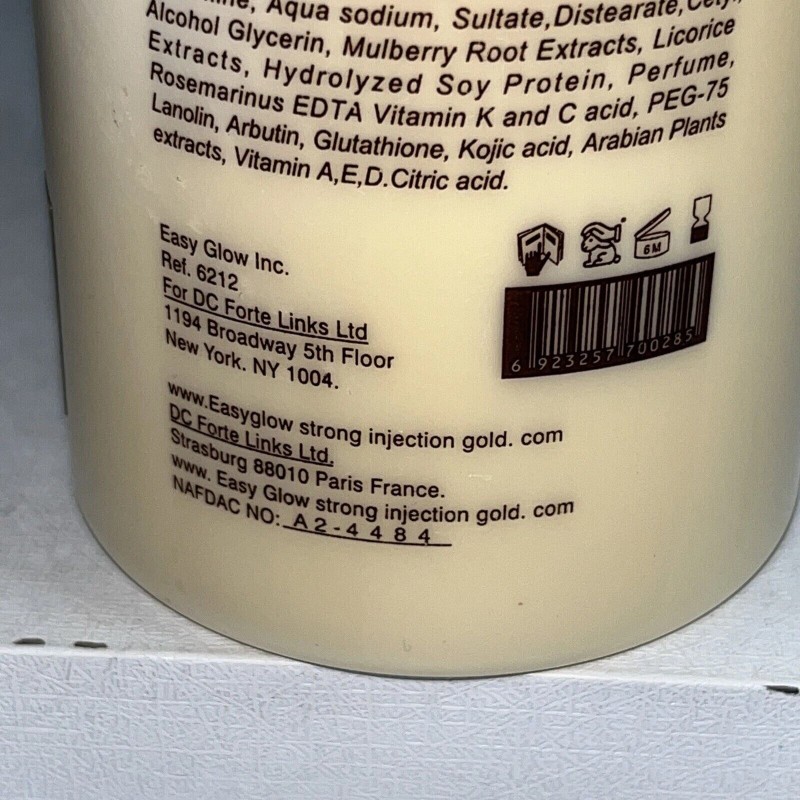 Aqua sodium, Sulfate,Distearate,
Alcohol Glycerin, Mulberry Root Extracts, Licorice
Extracts, Hydrolyzed Soy Protein, Perfume,
Rosemarinus EDTA Vitamin K and C acid, PEG-75
Lanolin, Arbutin, Glutathione, Kojic acid, Arabian Plants
extracts, Vitamin A,E,D.Citric acid.
6M
Easy Glow Inc.
Ref. 6212
For DC Forte Links Ltd
1194 Broadway 5th Floor
New York. NY 1004.
6 923257 700285
www.Easyglow strong injection gold. com
DC Forte Links Ltd.
Strasburg 88010 Paris France.
www. Easy Glow strong injection gold. com
NAFDAC NO: A2-4484